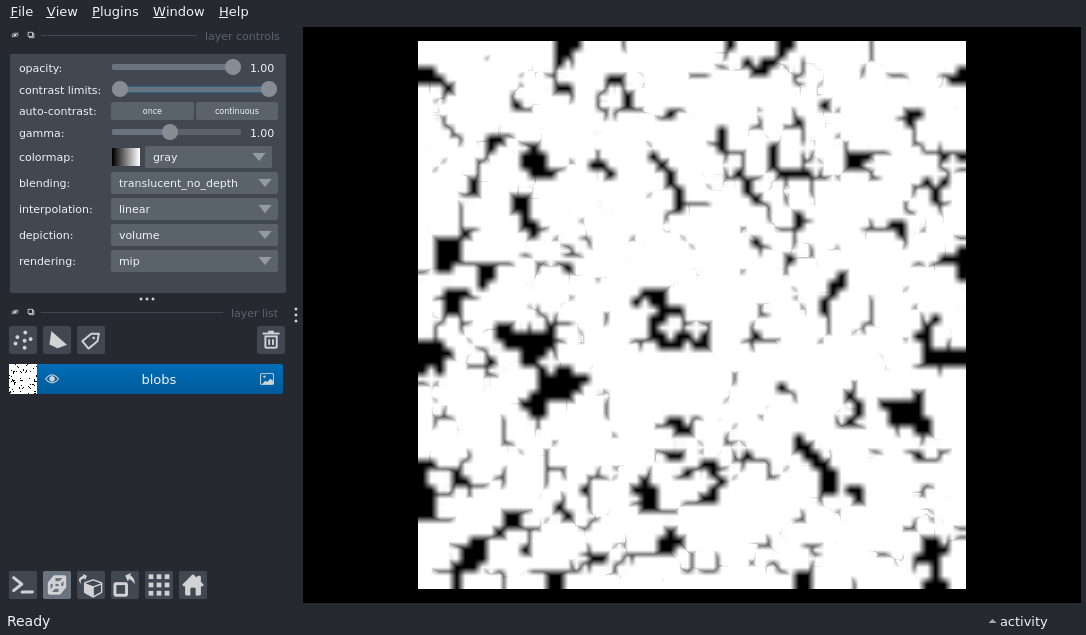 File View Plugins Window Help
layer controls
opacity: 1.00
contrast limits:
auto-contrast: once continuous
gamma: 1.00
colormap: gray
blending: translucent_no_depth
interpolation: linear
depiction: volume
rendering: mip
layer list
blobs
Ready activity